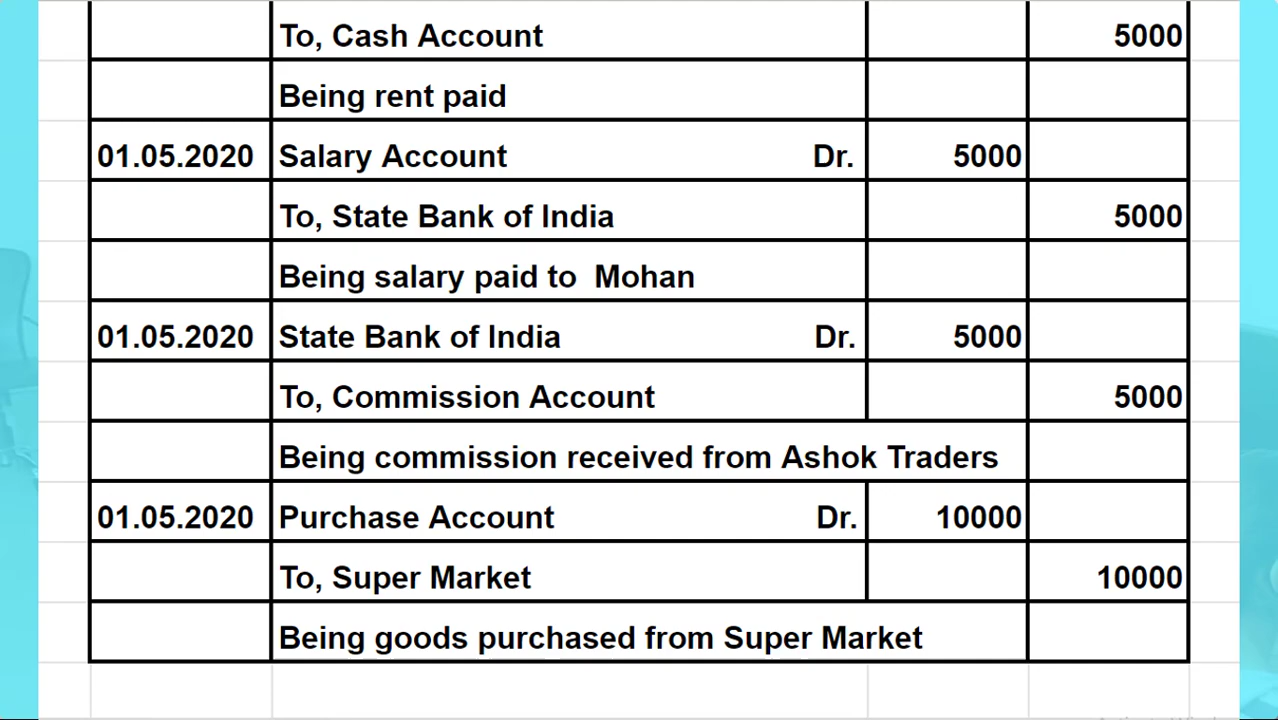 To, Cash Account 5000
Being rent paid
01.05.2020 Salary Account Dr. 5000
To, State Bank of India 5000
Being salary paid to  Mohan
01.05.2020 State Bank of India Dr. 5000
To, Commission Account 5000
Being commission received from Ashok Traders
01.05.2020 Purchase Account Dr. 10000
To, Super Market 10000
Being goods purchased from Super Market